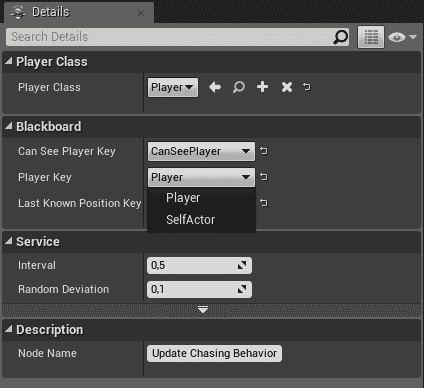 Details
Search Details
Player Class
Player Class Player
Blackboard
Can See Player Key CanSeePlayer
Player Key Player
Player
Last Known Position Key
SelfActor
Service
Interval 0,5
Random Deviation 0,1
Description
Node Name Update Chasing Behavior